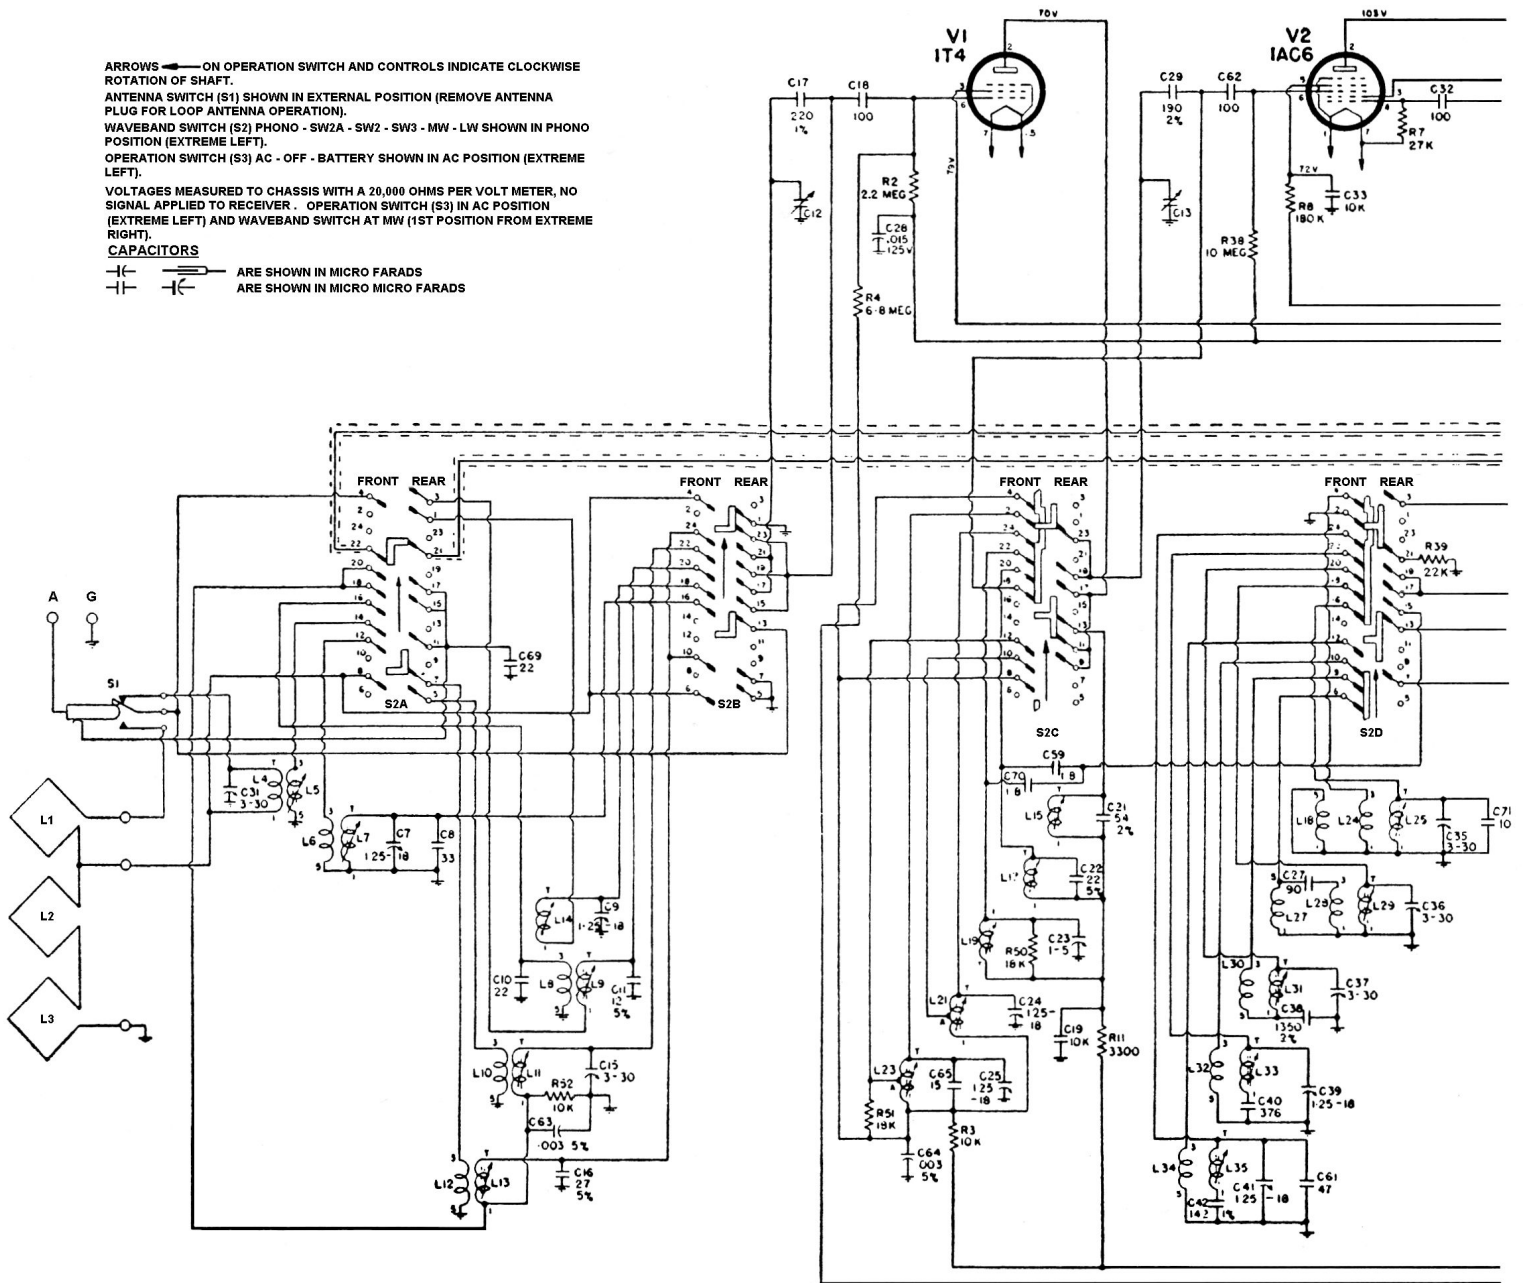 ARROWS ON OPERATION SWITCH AND CONTROLS INDICATE CLOCKWISE
ROTATION OF SHAFT.
ANTENNA SWITCH (S1) SHOWN IN EXTERNAL POSITION (REMOVE ANTENNA
PLUG FOR LOOP ANTENNA OPERATION).
WAVEBAND SWITCH (S2) PHONO - SW2A - SW2 - SW3 - MW - LW SHOWN IN PHONO
POSITION (EXTREME LEFT).
OPERATION SWITCH (S3) AC - OFF - BATTERY SHOWN IN AC POSITION (EXTREME
LEFT).
VOLTAGES MEASURED TO CHASSIS WITH A 20,000 OHMS PER VOLT METER, NO
SIGNAL APPLIED TO RECEIVER . OPERATION SWITCH (S3) IN AC POSITION
(EXTREME LEFT) AND WAVEBAND SWITCH AT MW (1ST POSITION FROM EXTREME
RIGHT).
CAPACITORS
ARE SHOWN IN MICRO FARADS
ARE SHOWN IN MICRO MICRO FARADS
70V
103V
V1
1T4
V2
1AC6
C17
220
1%
C18
100
C29
190
2%
C62
100
C32
100
R7
27K
79V
72V
R2
2.2 MEG
C12
C28
.015
125V
R4
6.8 MEG
C13
R38
10 MEG
R8
180K
C33
10K
FRONT REAR
FRONT REAR
FRONT REAR
FRONT REAR
S2A
S2B
S2C
S2D
R39
22K
A
G
S1
C69
22
L1
L2
L3
C31
3-30
L4
L5
L6
L7
C7
1.25-18
C8
33
L14
C9
1.25-18
C10
22
L8
L9
C11
12
5%
L10
L11
R52
10K
C15
3-30
C63
.003 5%
L12
L13
C16
27
5%
C59
1.8
C70
1.8
L15
C21
54
2%
L17
C22
22
5%
L19
R50
18K
C23
1-5
L21
C24
1.25-18
C19
10K
R11
3300
L23
C65
15
C25
1.25-18
R51
18K
R3
10K
C64
.003
5%
L18
L24
L25
C35
3-30
C71
10
C27
90
L27
L28
L29
C36
3-30
L30
L31
C37
3-30
C38
1350
2%
L32
L33
C39
1.25-18
C40
376
L34
L35
C41
1.25-18
C61
47
C42
142 1%